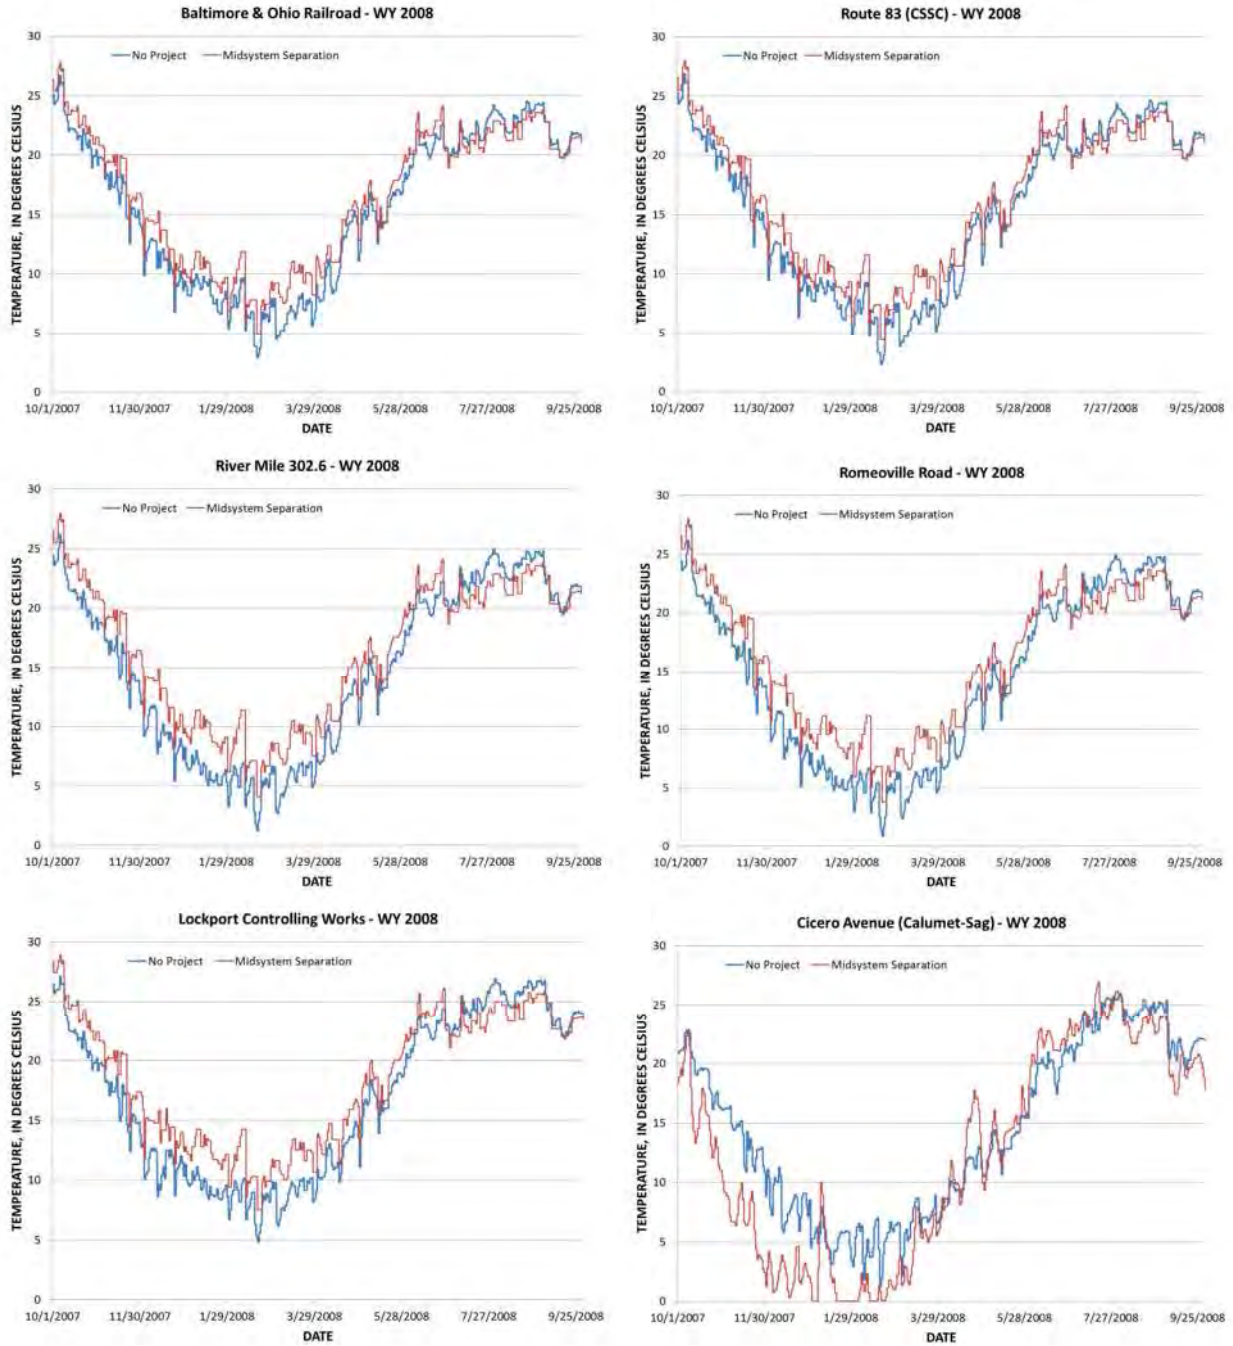 Baltimore & Ohio Railroad - WY 2008
No Project Midsystem Separation
TEMPERATURE, IN DEGREES CELSIUS
30
25
20
15
10
5
0
10/1/2007 11/30/2007 1/29/2008 3/29/2008 5/28/2008 7/27/2008 9/25/2008
DATE
Route 83 (CSSC) - WY 2008
No Project Midsystem Separation
TEMPERATURE, IN DEGREES CELSIUS
30
25
20
15
10
5
0
10/1/2007 11/30/2007 1/29/2008 3/29/2008 5/28/2008 7/27/2008 9/25/2008
DATE
River Mile 302.6 - WY 2008
No Project Midsystem Separation
TEMPERATURE, IN DEGREES CELSIUS
30
25
20
15
10
5
0
10/1/2007 11/30/2007 1/29/2008 3/29/2008 5/28/2008 7/27/2008 9/25/2008
DATE
Romeoville Road - WY 2008
No Project Midsystem Separation
TEMPERATURE, IN DEGREES CELSIUS
30
25
20
15
10
5
0
10/1/2007 11/30/2007 1/29/2008 3/29/2008 5/28/2008 7/27/2008 9/25/2008
DATE
Lockport Controlling Works - WY 2008
No Project Midsystem Separation
TEMPERATURE, IN DEGREES CELSIUS
30
25
20
15
10
5
0
10/1/2007 11/30/2007 1/29/2008 3/29/2008 5/28/2008 7/27/2008 9/25/2008
DATE
Cicero Avenue (Calumet-Sag) - WY 2008
No Project Midsystem Separation
TEMPERATURE, IN DEGREES CELSIUS
30
25
20
15
10
5
0
10/1/2007 11/30/2007 1/29/2008 3/29/2008 5/28/2008 7/27/2008 9/25/2008
DATE